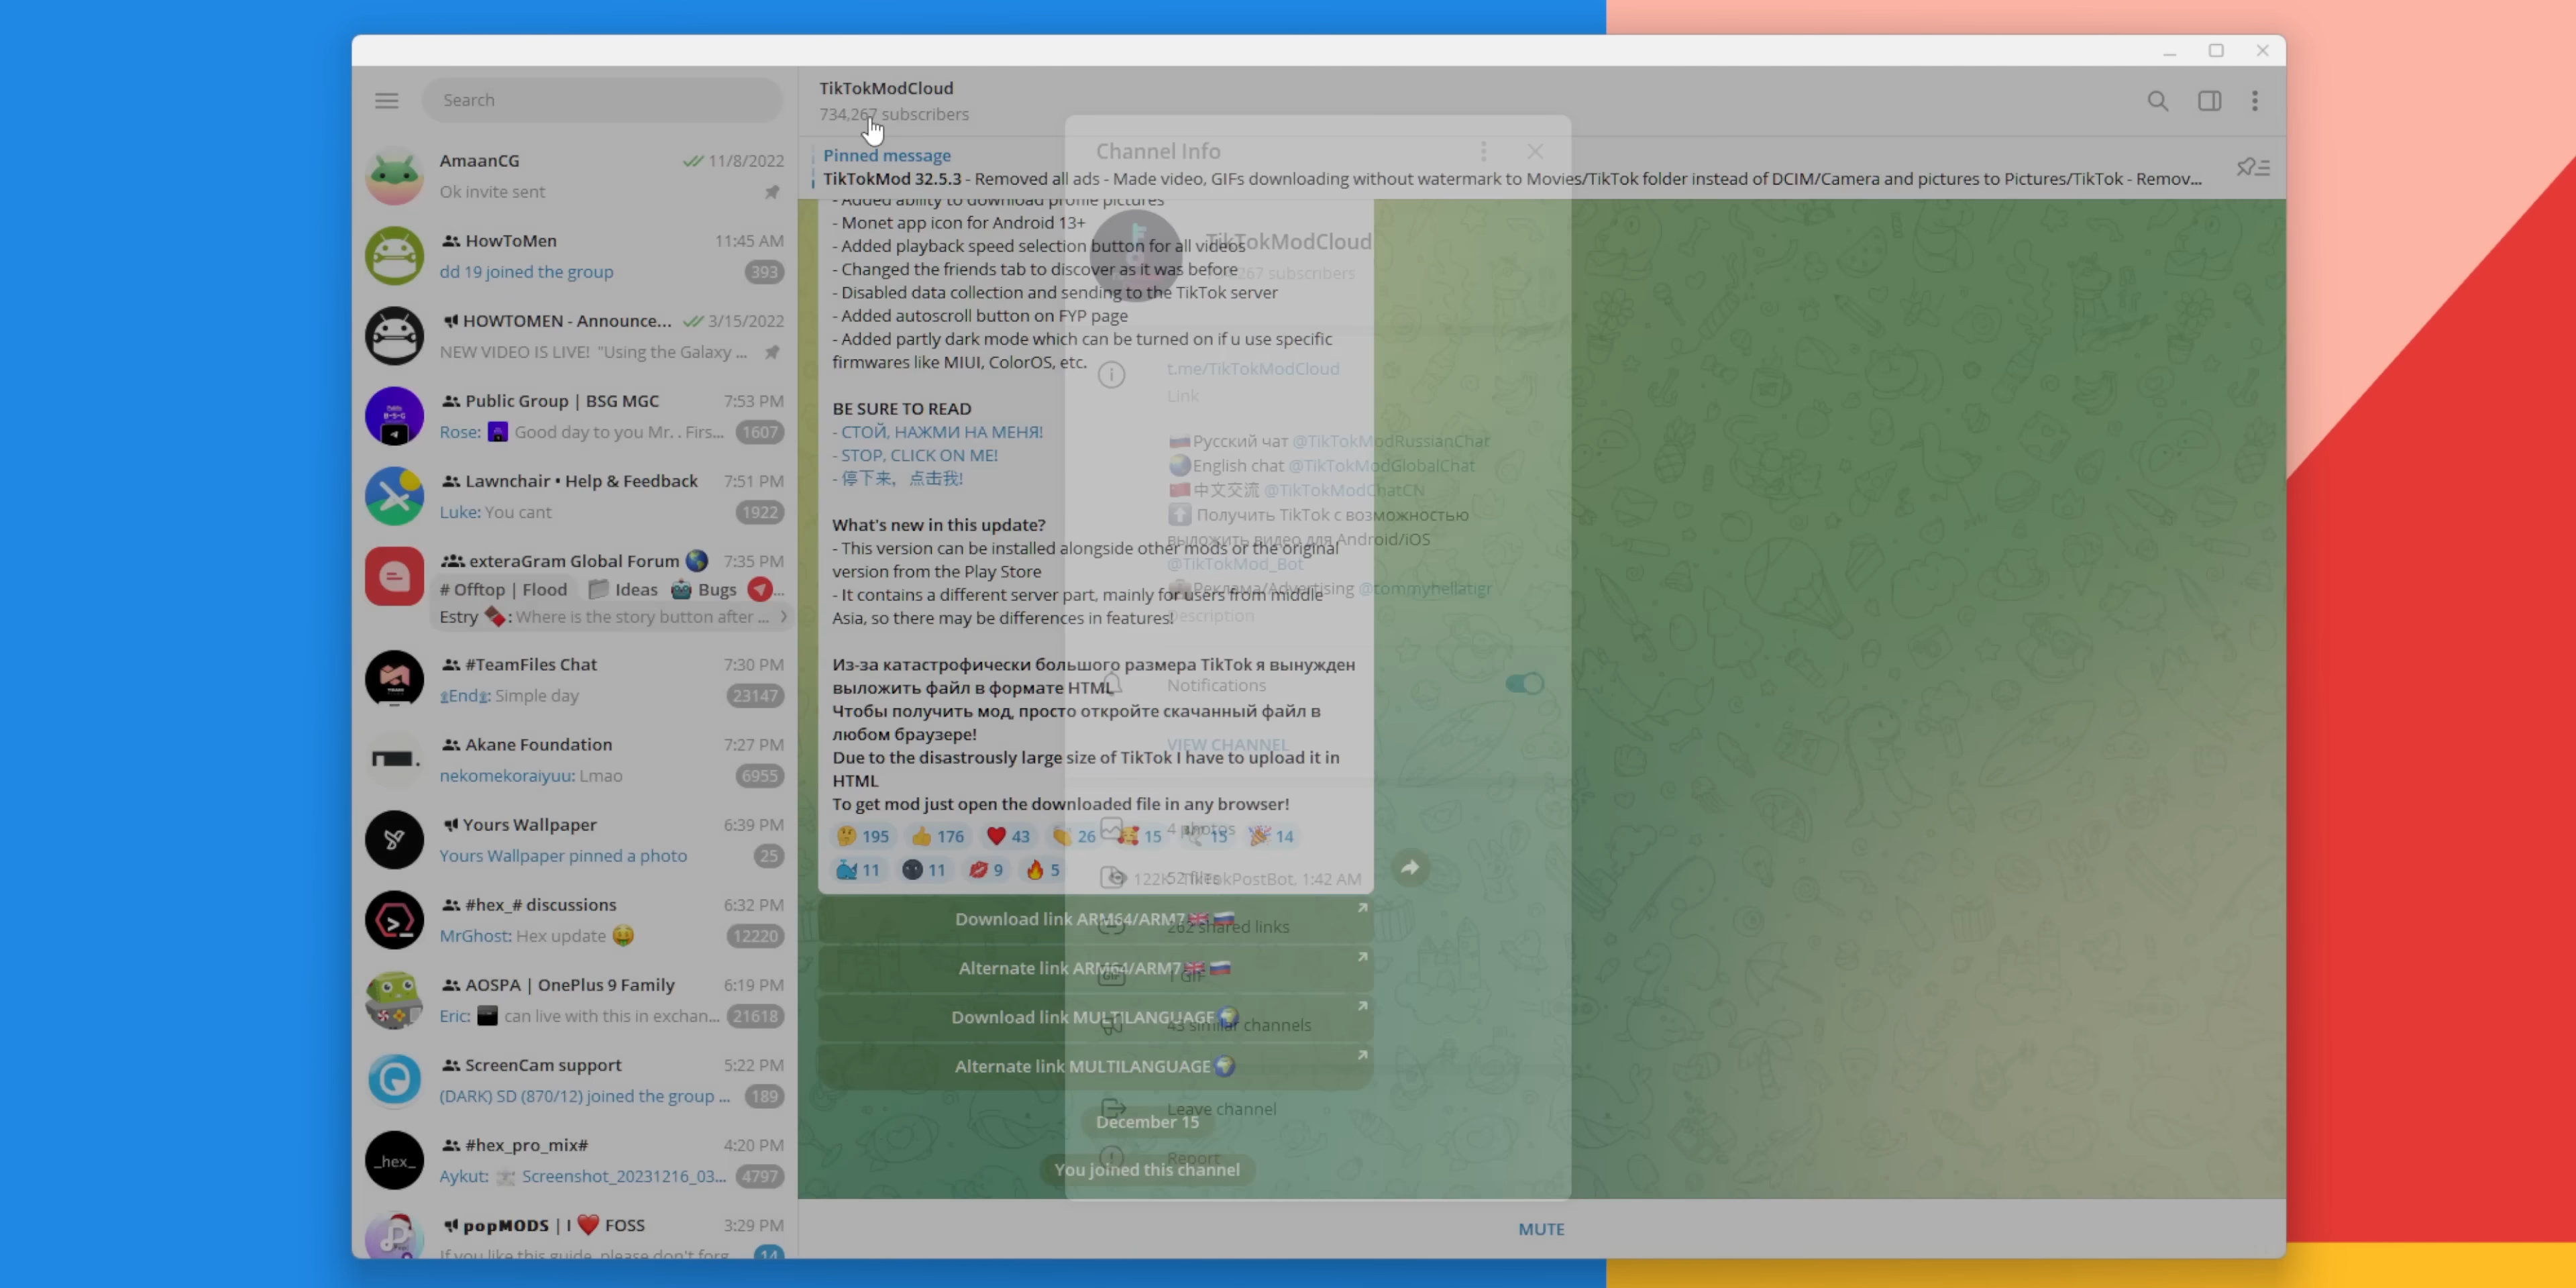 Search
AmaanCG
11/8/2022
Ok invite sent
HowToMen
11:45 AM
dd 19 joined the group
393
HOWTOMEN - Announce...
3/15/2022
NEW VIDEO IS LIVE! "Using the Galaxy ...
Public Group | BSG MGC
7:53 PM
Rose: Good day to you Mr. . Firs...
1607
Lawnchair • Help & Feedback
7:51 PM
Luke: You cant
1922
exteraGram Global Forum
7:35 PM
# Offtop | Flood Ideas Bugs ...
Estry : Where is the story button after ...
#TeamFiles Chat
7:30 PM
End: Simple day
23147
Akane Foundation
7:27 PM
nekomekoraiyuu: Lmao
6955
Yours Wallpaper
6:39 PM
Yours Wallpaper pinned a photo
25
#hex_# discussions
6:32 PM
MrGhost: Hex update
12220
AOSPA | OnePlus 9 Family
6:19 PM
Eric: can live with this in exchan...
21618
ScreenCam support
5:22 PM
(DARK) SD (870/12) joined the group ...
189
_hex_
#hex_pro_mix#
4:20 PM
Aykut: Screenshot_20231216_03...
4797
popMODS | I ❤️ FOSS
3:29 PM
If you like this guide, please don't forg...
14
TikTokModCloud
734,267 subscribers
Pinned message
TikTokMod 32.5.3 - Removed all ads - Made video, GIFs downloading without watermark to Movies/TikTok folder instead of DCIM/Camera and pictures to Pictures/TikTok - Remov...
- Added ability to download profile pictures
- Monet app icon for Android 13+
- Added playback speed selection button for all videos
- Changed the friends tab to discover as it was before
- Disabled data collection and sending to the TikTok server
- Added autoscroll button on FYP page
- Added partly dark mode which can be turned on if u use specific
firmwares like MIUI, ColorOS, etc.
BE SURE TO READ
- СТОЙ, НАЖМИ НА МЕНЯ!
- STOP, CLICK ON ME!
- 停下来，点击我!
What's new in this update?
- This version can be installed alongside other mods or the original
version from the Play Store
- It contains a different server part, mainly for users from middle
Asia, so there may be differences in features!
Из-за катастрофически большого размера TikTok я вынужден
выложить файл в формате HTML
Чтобы получить мод, просто откройте скачанный файл в
любом браузере!
Due to the disastrously large size of TikTok I have to upload it in
HTML
To get mod just open the downloaded file in any browser!
195 176 43 26 15 15 14
11 11 9 5
TikTokPostBot, 1:42 AM
Download link ARM64/ARM7
Alternate link ARM64/ARM7
Download link MULTILANGUAGE
Alternate link MULTILANGUAGE
December 15
You joined this channel
MUTE
Channel Info
TikTokModCloud
267 subscribers
t.me/TikTokModCloud
Link
Русский чат @TikTokModRussianChat
English chat @TikTokModGlobalChat
中文交流 @TikTokModChatCN
Получить TikTok с возможностью
выложить видео для Android/iOS
@TikTokMod_Bot
Реклама/Advertising @tommyhellatigr
Description
Notifications
VIEW CHANNEL
4 photos
52 files
262 shared links
1 GIF
43 similar channels
Leave channel
Report